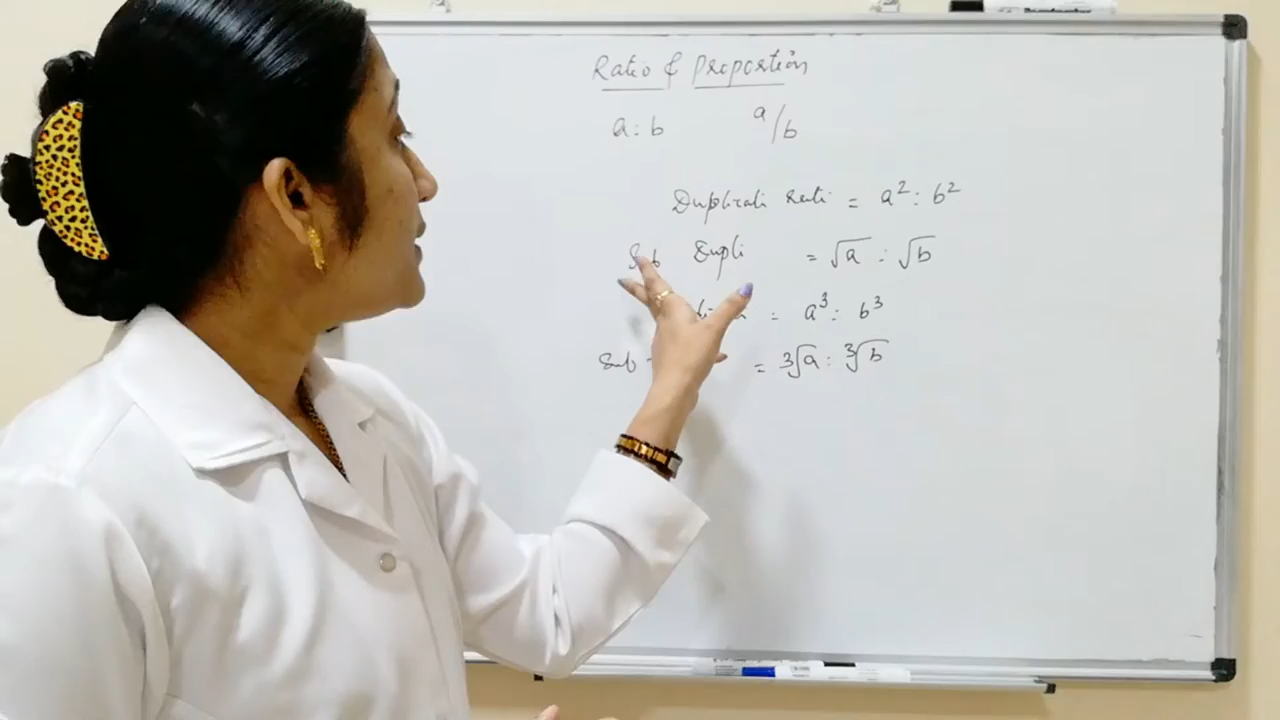 Ratio & Proportion
a : b a/b
Duplicate Ratio = a² : b²
Sub Dupli = √a : √b
= a³ : b³
Sub = ³√a : ³√b